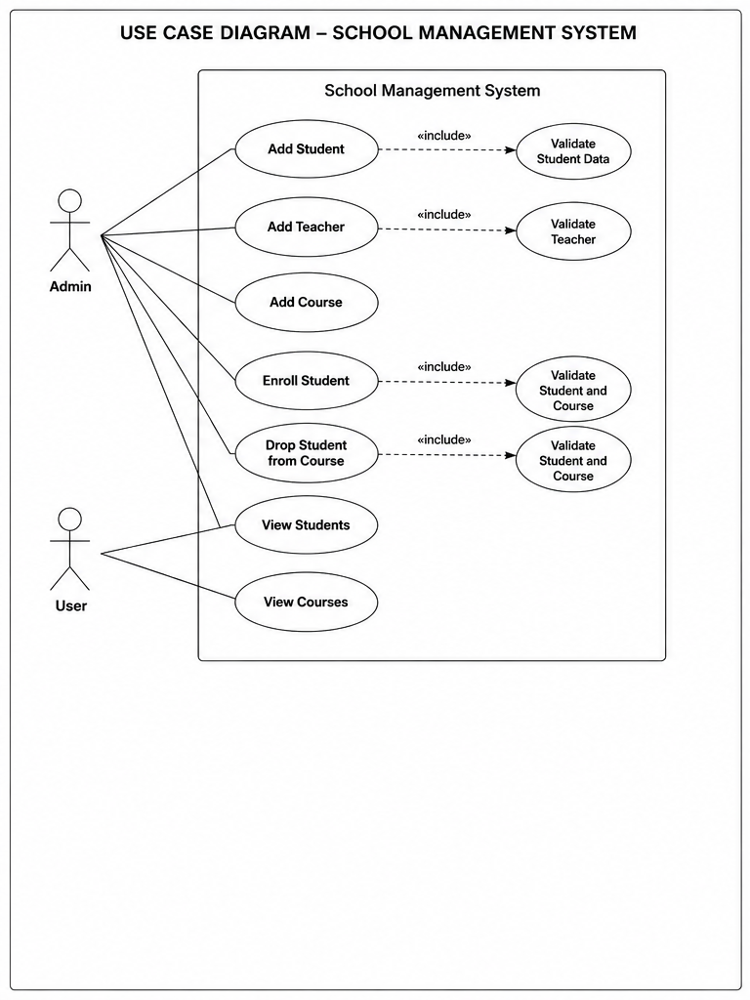 USE CASE DIAGRAM – SCHOOL MANAGEMENT SYSTEM
School Management System
Add Student
«include»
Validate
Student Data
Add Teacher
«include»
Validate
Teacher
Admin
Add Course
Enroll Student
«include»
Validate
Student and
Course
Drop Student
from Course
«include»
Validate
Student and
Course
View Students
User
View Courses